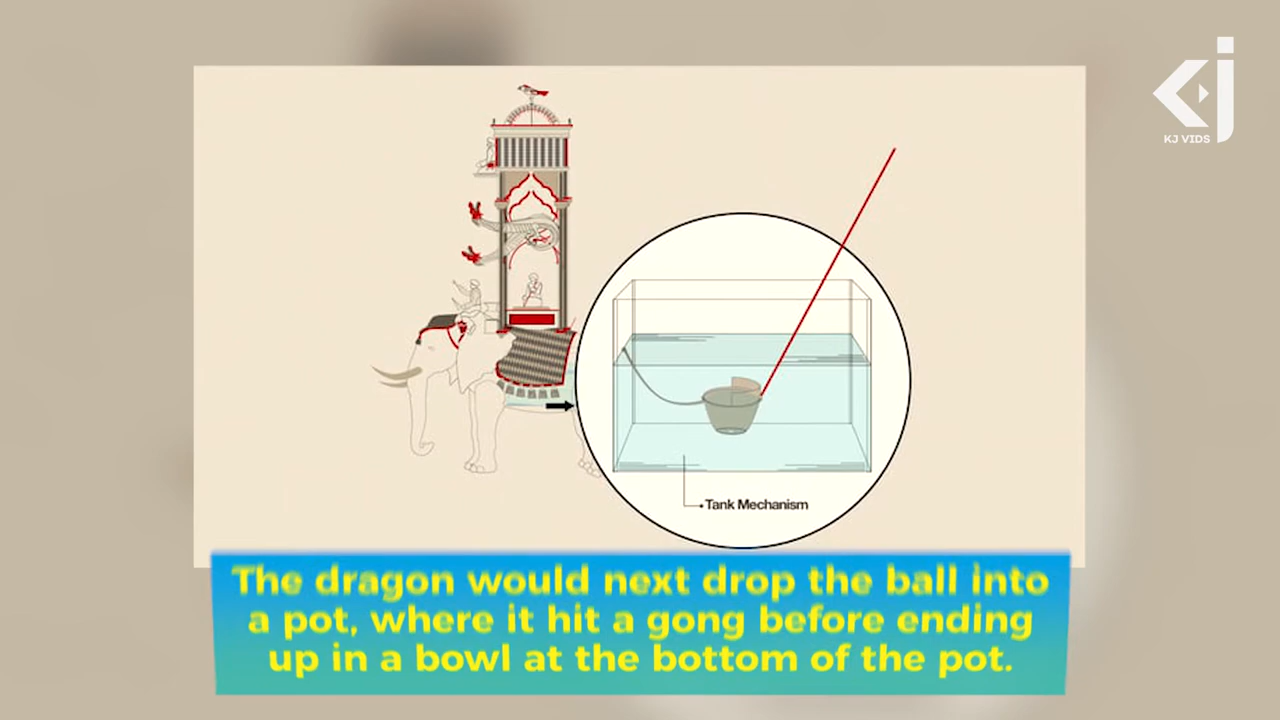 KJ VIDS
Tank Mechanism
The dragon would next drop the ball into
a pot, where it hit a gong before ending
up in a bowl at the bottom of the pot.